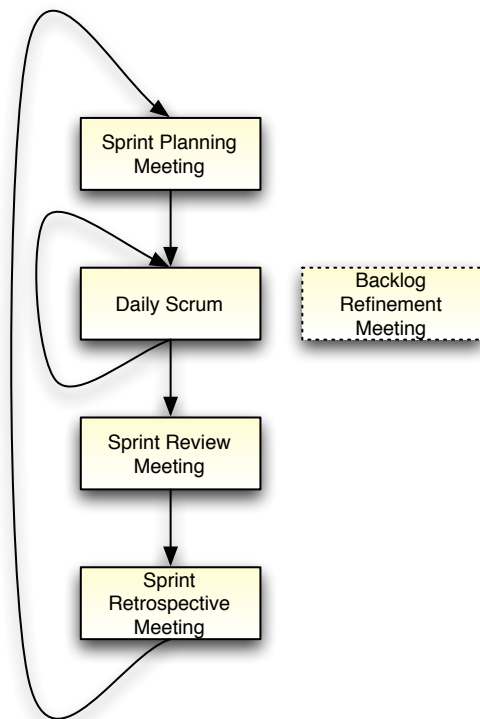 Sprint Planning
Meeting
Daily Scrum
Backlog
Refinement
Meeting
Sprint Review
Meeting
Sprint
Retrospective
Meeting